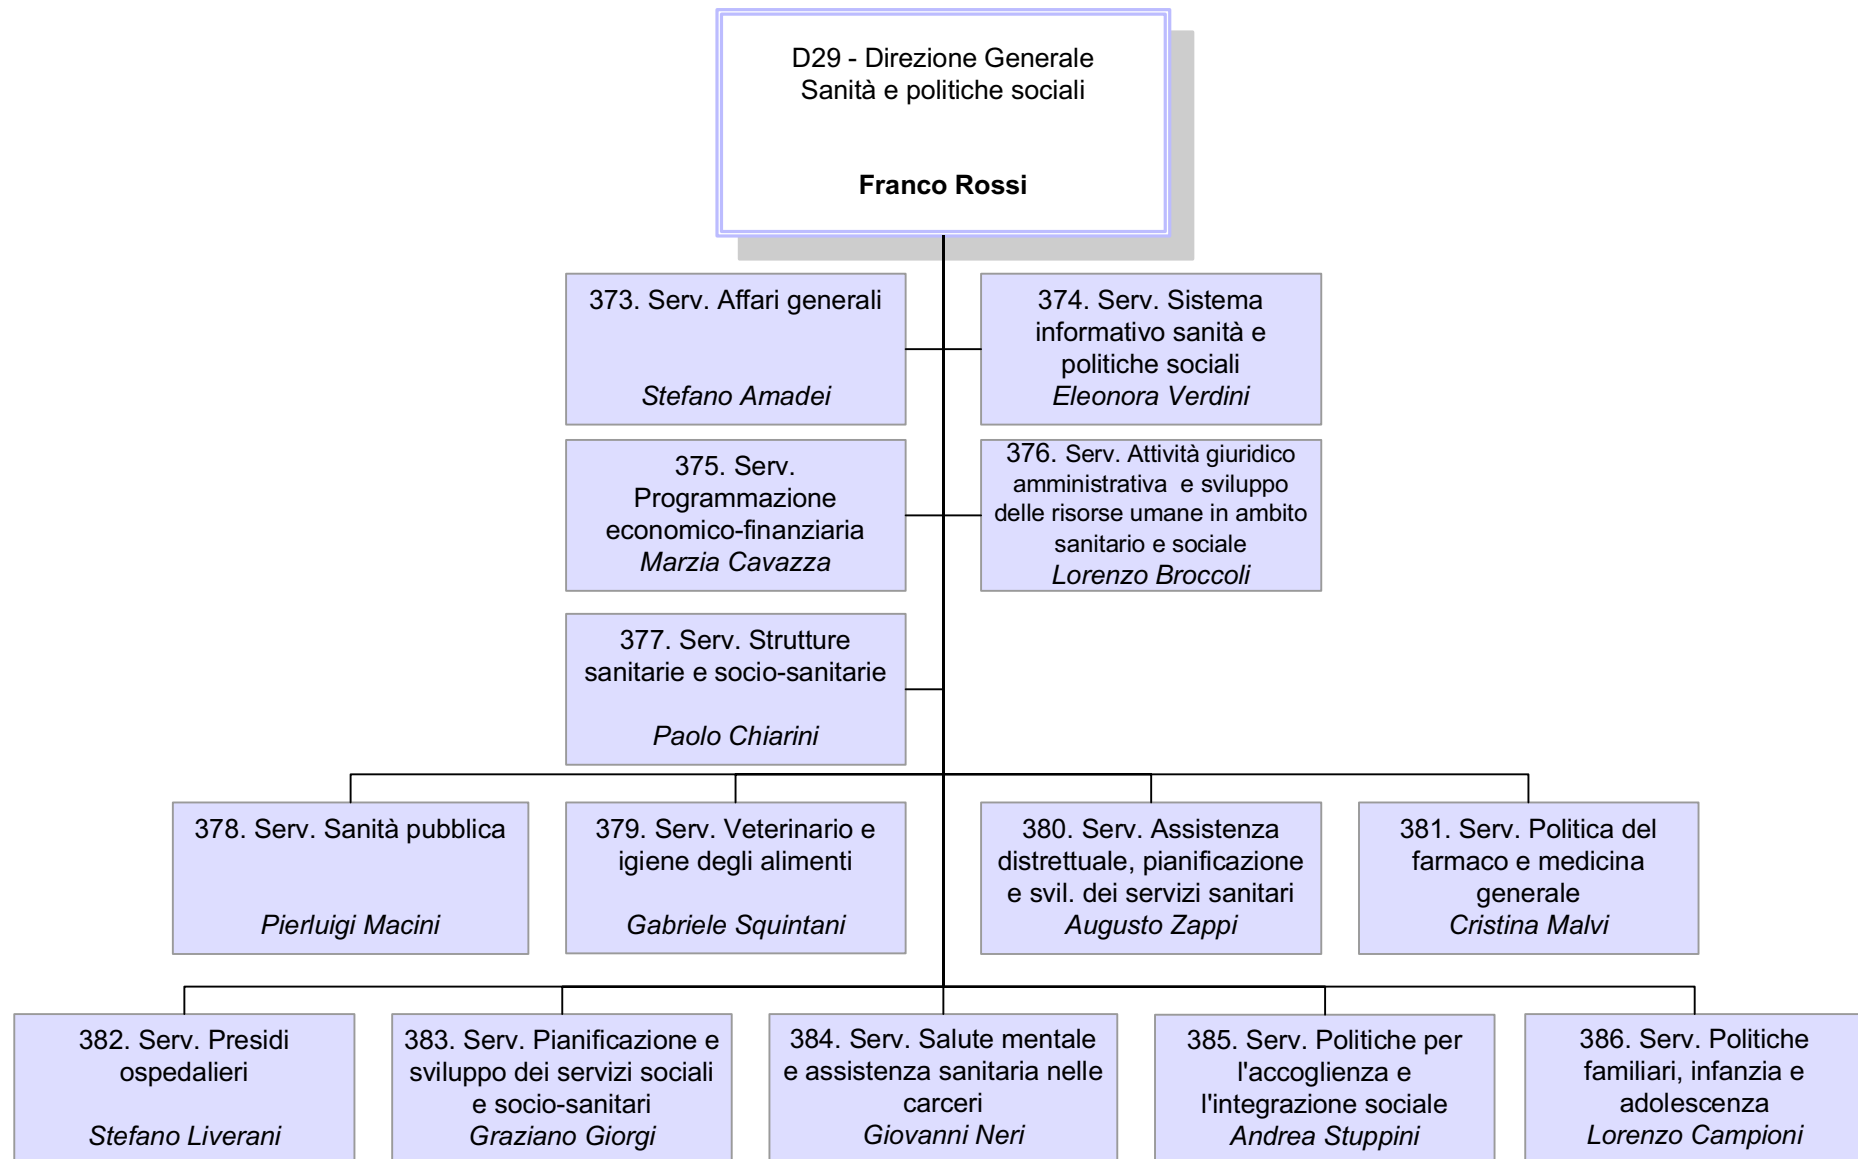 D29 - Direzione Generale
Sanità e politiche sociali
Franco Rossi
373. Serv. Affari generali
Stefano Amadei
374. Serv. Sistema
informativo sanità e
politiche sociali
Eleonora Verdini
375. Serv.
Programmazione
economico-finanziaria
Marzia Cavazza
376. Serv. Attività giuridico
amministrativa e sviluppo
delle risorse umane in ambito
sanitario e sociale
Lorenzo Broccoli
377. Serv. Strutture
sanitarie e socio-sanitarie
Paolo Chiarini
378. Serv. Sanità pubblica
Pierluigi Macini
379. Serv. Veterinario e
igiene degli alimenti
Gabriele Squintani
380. Serv. Assistenza
distrettuale, pianificazione
e svil. dei servizi sanitari
Augusto Zappi
381. Serv. Politica del
farmaco e medicina
generale
Cristina Malvi
382. Serv. Presidi
ospedalieri
Stefano Liverani
383. Serv. Pianificazione e
sviluppo dei servizi sociali
e socio-sanitari
Graziano Giorgi
384. Serv. Salute mentale
e assistenza sanitaria nelle
carceri
Giovanni Neri
385. Serv. Politiche per
l'accoglienza e
l'integrazione sociale
Andrea Stuppini
386. Serv. Politiche
familiari, infanzia e
adolescenza
Lorenzo Campioni